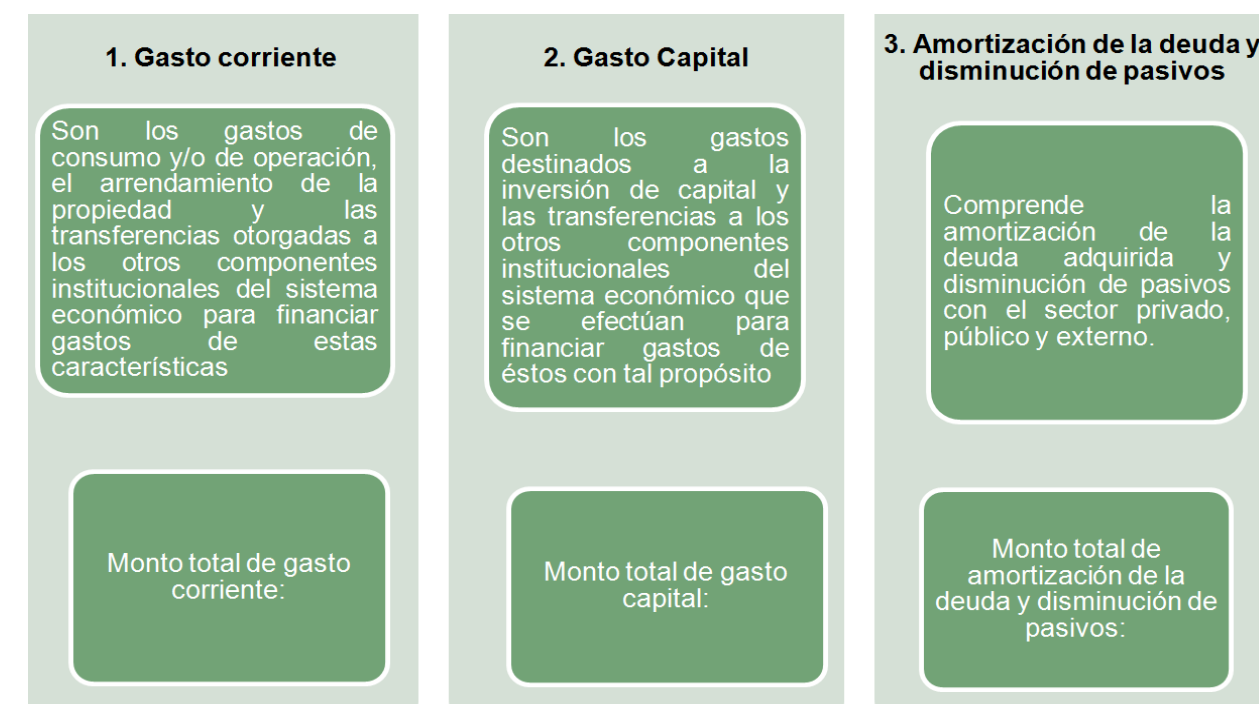 1. Gasto corriente
Son los gastos de
consumo y/o de operación,
el arrendamiento de la
propiedad y las
transferencias otorgadas a
los otros componentes
institucionales del sistema
económico para financiar
gastos de estas
características
Monto total de gasto
corriente:
2. Gasto Capital
Son los gastos
destinados a la
inversión de capital y
las transferencias a los
otros componentes
institucionales del
sistema económico que
se efectúan para
financiar gastos de
éstos con tal propósito
Monto total de gasto
capital:
3. Amortización de la deuda y
disminución de pasivos
Comprende la
amortización de la
deuda adquirida y
disminución de pasivos
con el sector privado,
público y externo.
Monto total de
amortización de la
deuda y disminución de
pasivos: